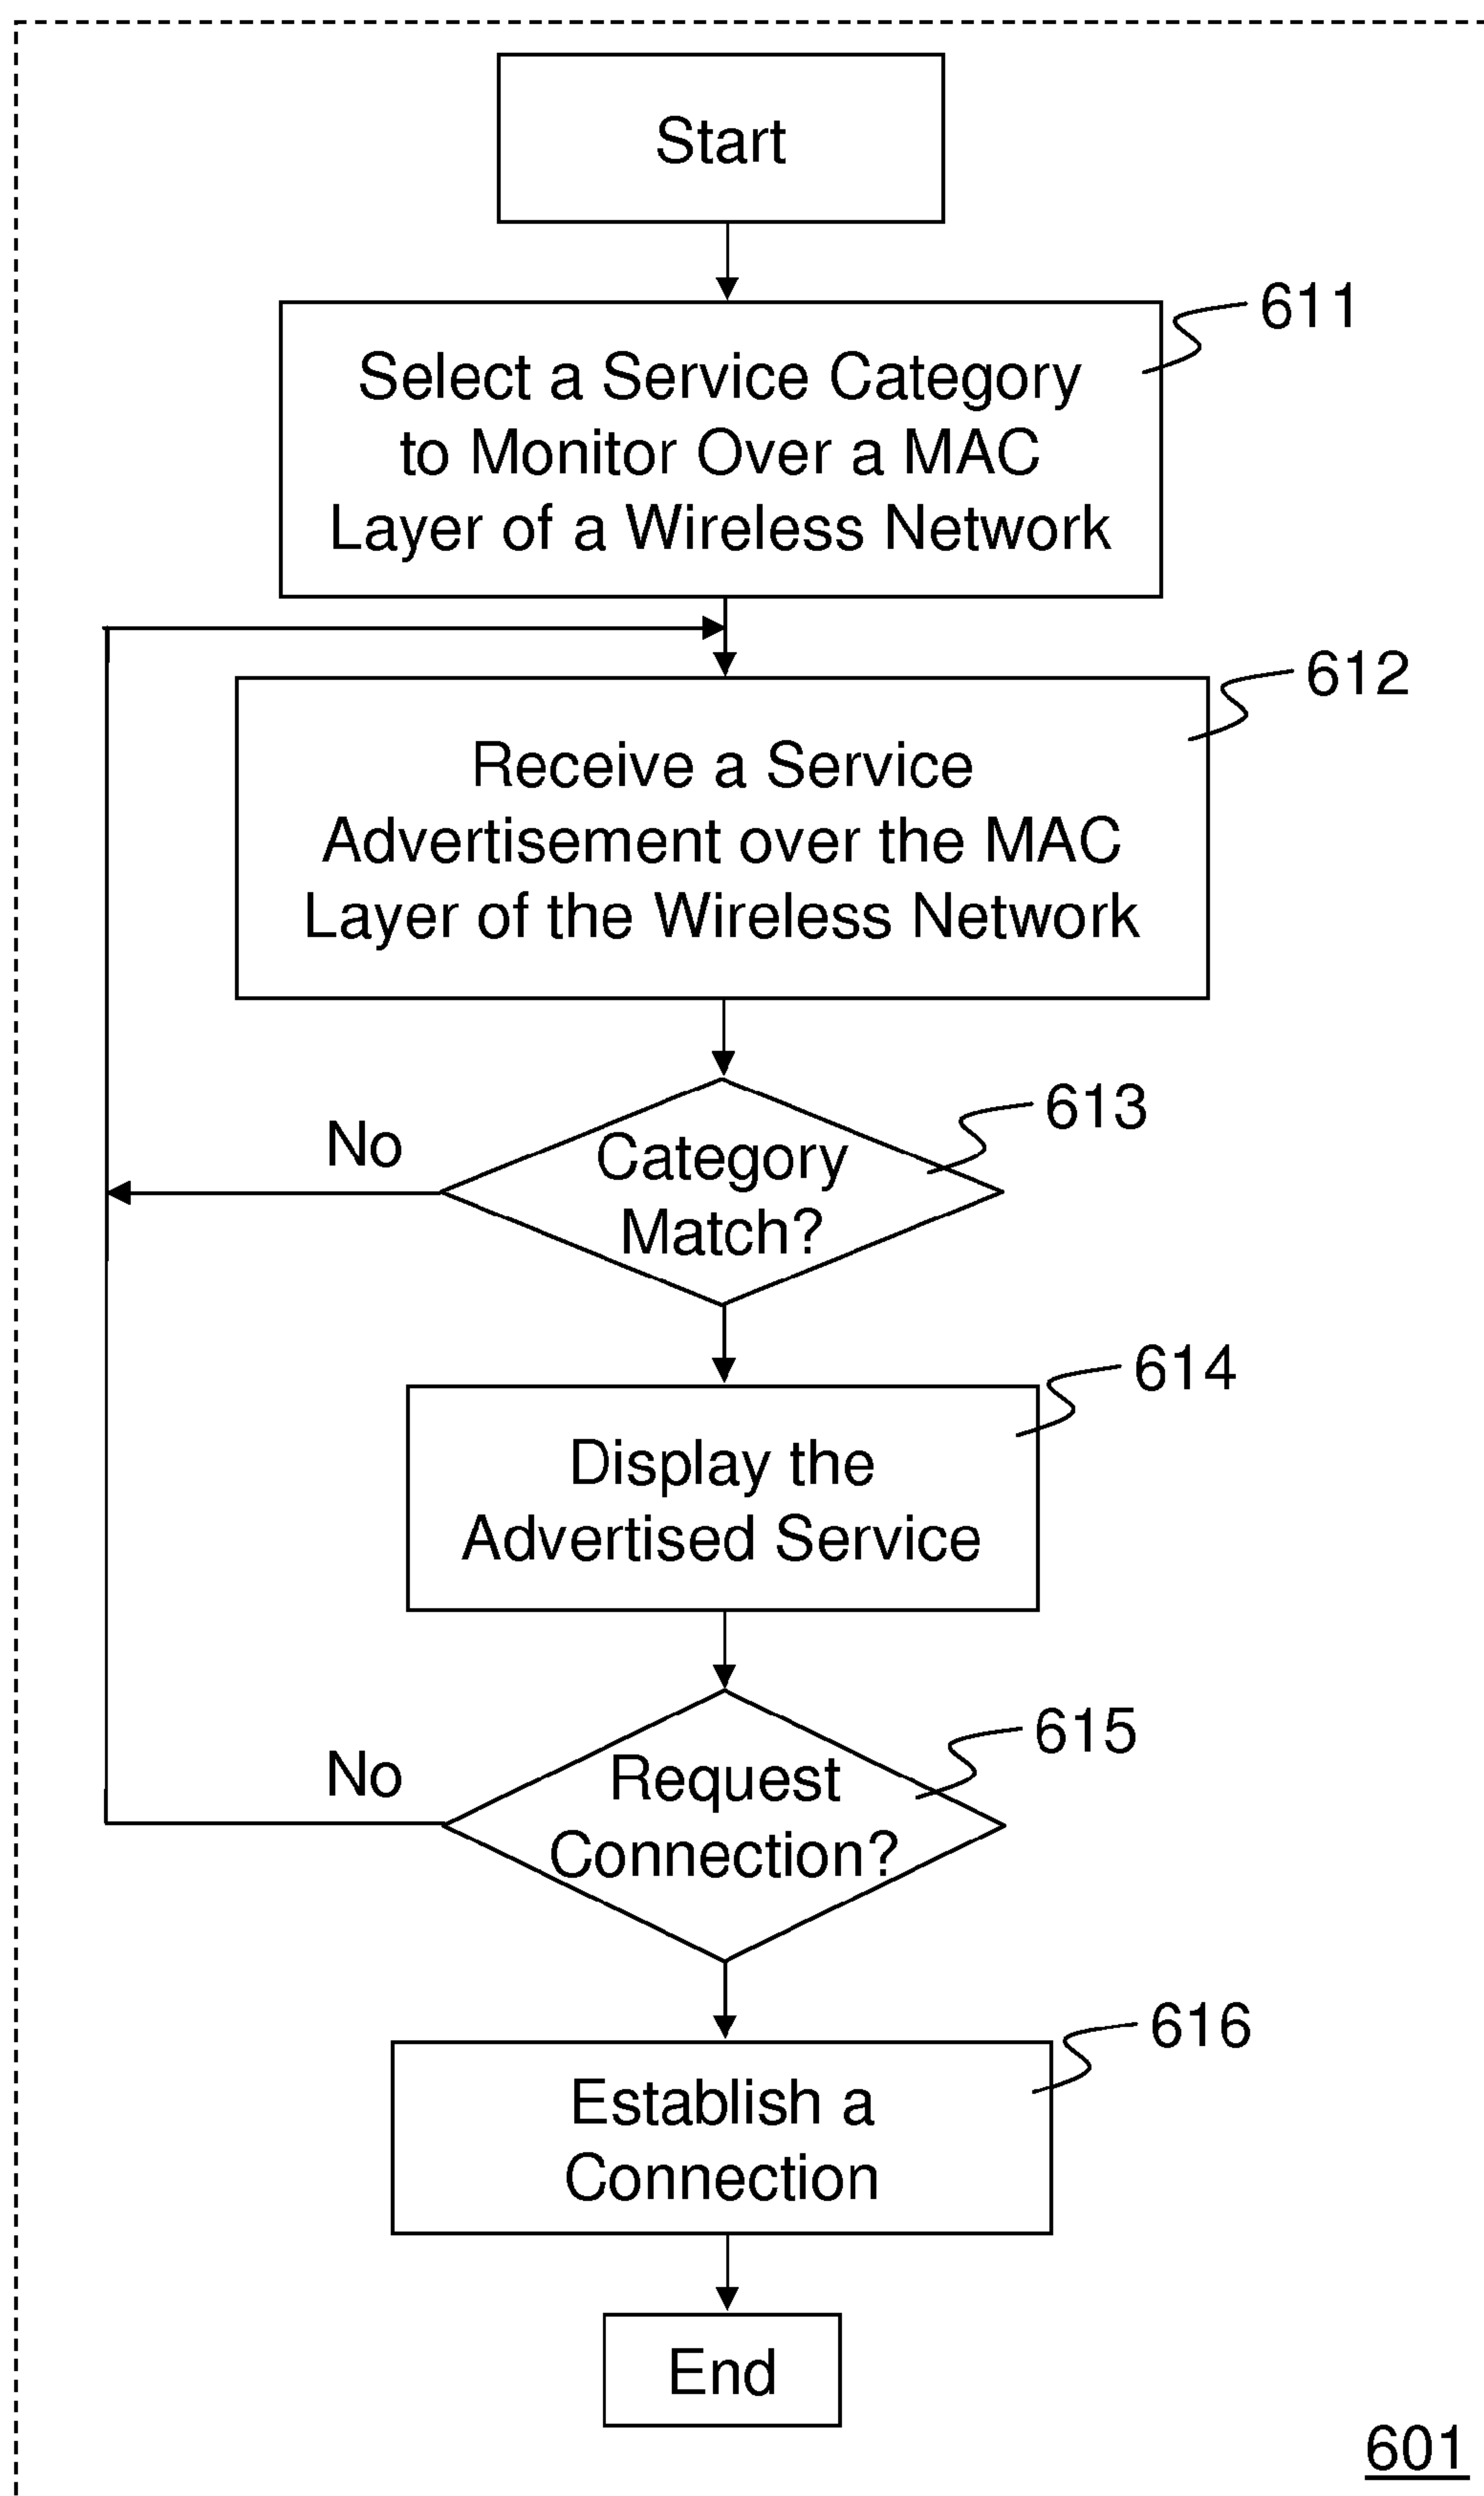 Start
611
Select a Service Category
to Monitor Over a MAC
Layer of a Wireless Network
612
Receive a Service
Advertisement over the MAC
Layer of the Wireless Network
613
No
Category
Match?
614
Display the
Advertised Service
615
No
Request
Connection?
616
Establish a
Connection
End
601